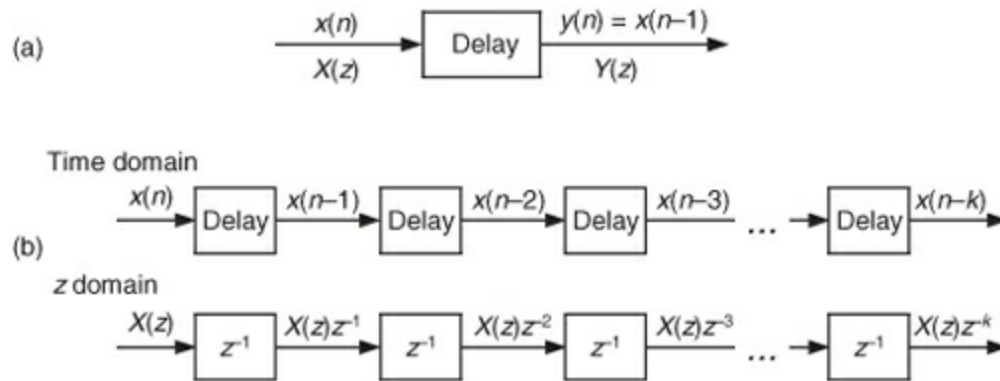 (a)
x(n)
X(z)
Delay
y(n) = x(n–1)
Y(z)
(b)
Time domain
x(n) Delay x(n–1) Delay x(n–2) Delay x(n–3) ... Delay x(n–k)
z domain
X(z) z⁻¹ X(z)z⁻¹ z⁻¹ X(z)z⁻² z⁻¹ X(z)z⁻³ ... z⁻¹ X(z)z⁻ᵏ